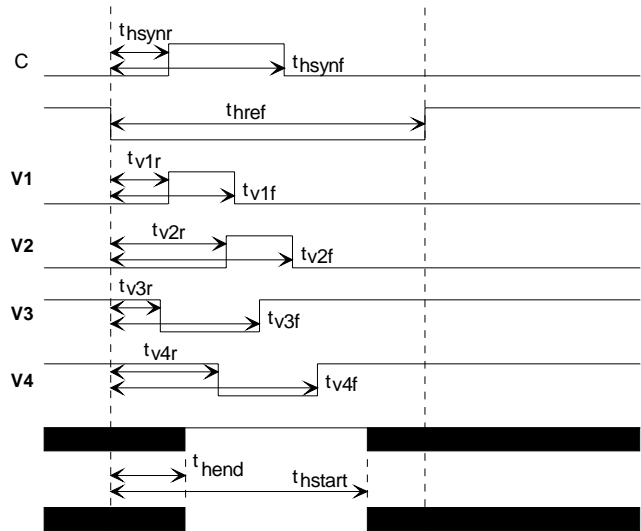 thsynr
C
thsynf
thref
tv1r
V1
tv1f
tv2r
V2
tv2f
tv3r
V3
tv3f
tv4r
V4
tv4f
thend
thstart